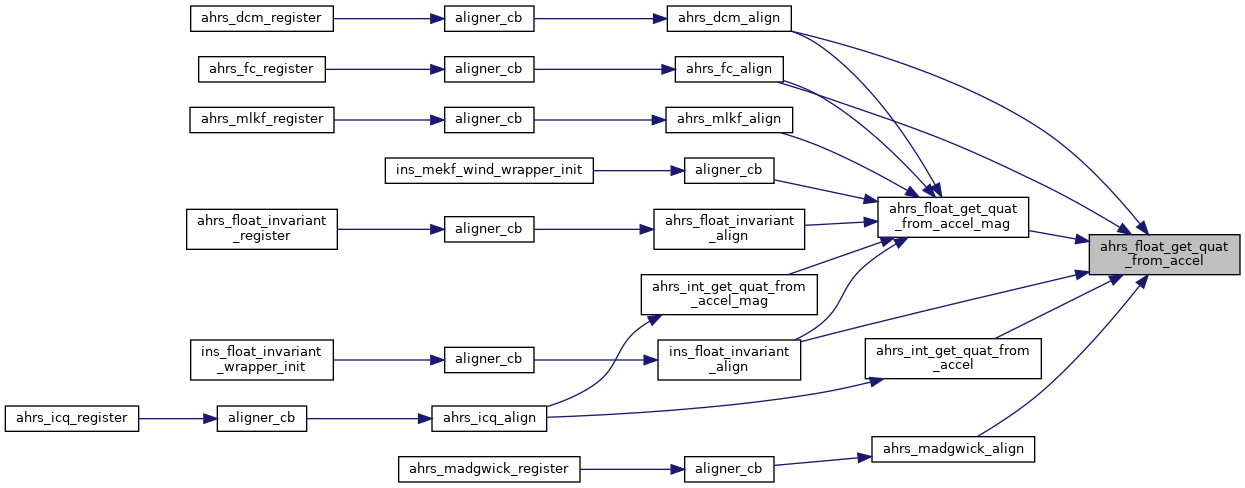 ahrs_dcm_register
aligner_cb
ahrs_dcm_align
ahrs_fc_register
aligner_cb
ahrs_fc_align
ahrs_mlkf_register
aligner_cb
ahrs_mlkf_align
ins_mekf_wind_wrapper_init
aligner_cb
ahrs_float_get_quat
_from_accel_mag
ahrs_float_invariant
_register
aligner_cb
ahrs_float_invariant
_align
ahrs_float_get_quat
_from_accel
ahrs_int_get_quat_from
_accel_mag
ins_float_invariant
_wrapper_init
aligner_cb
ins_float_invariant
_align
ahrs_int_get_quat_from
_accel
ahrs_icq_register
aligner_cb
ahrs_icq_align
ahrs_madgwick_align
ahrs_madgwick_register
aligner_cb